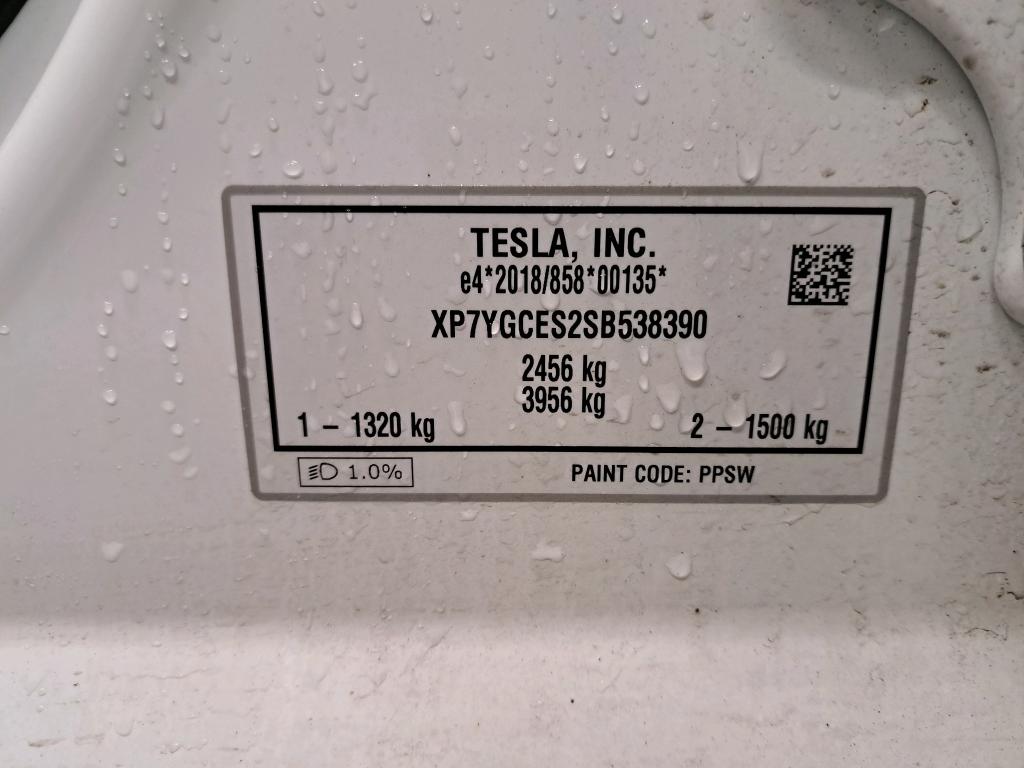 TESLA, INC.
e4*2018/858*00135*
XP7YGCES2SB538390
2456 kg
3956 kg
1 – 1320 kg 2 – 1500 kg
1.0% PAINT CODE: PPSW